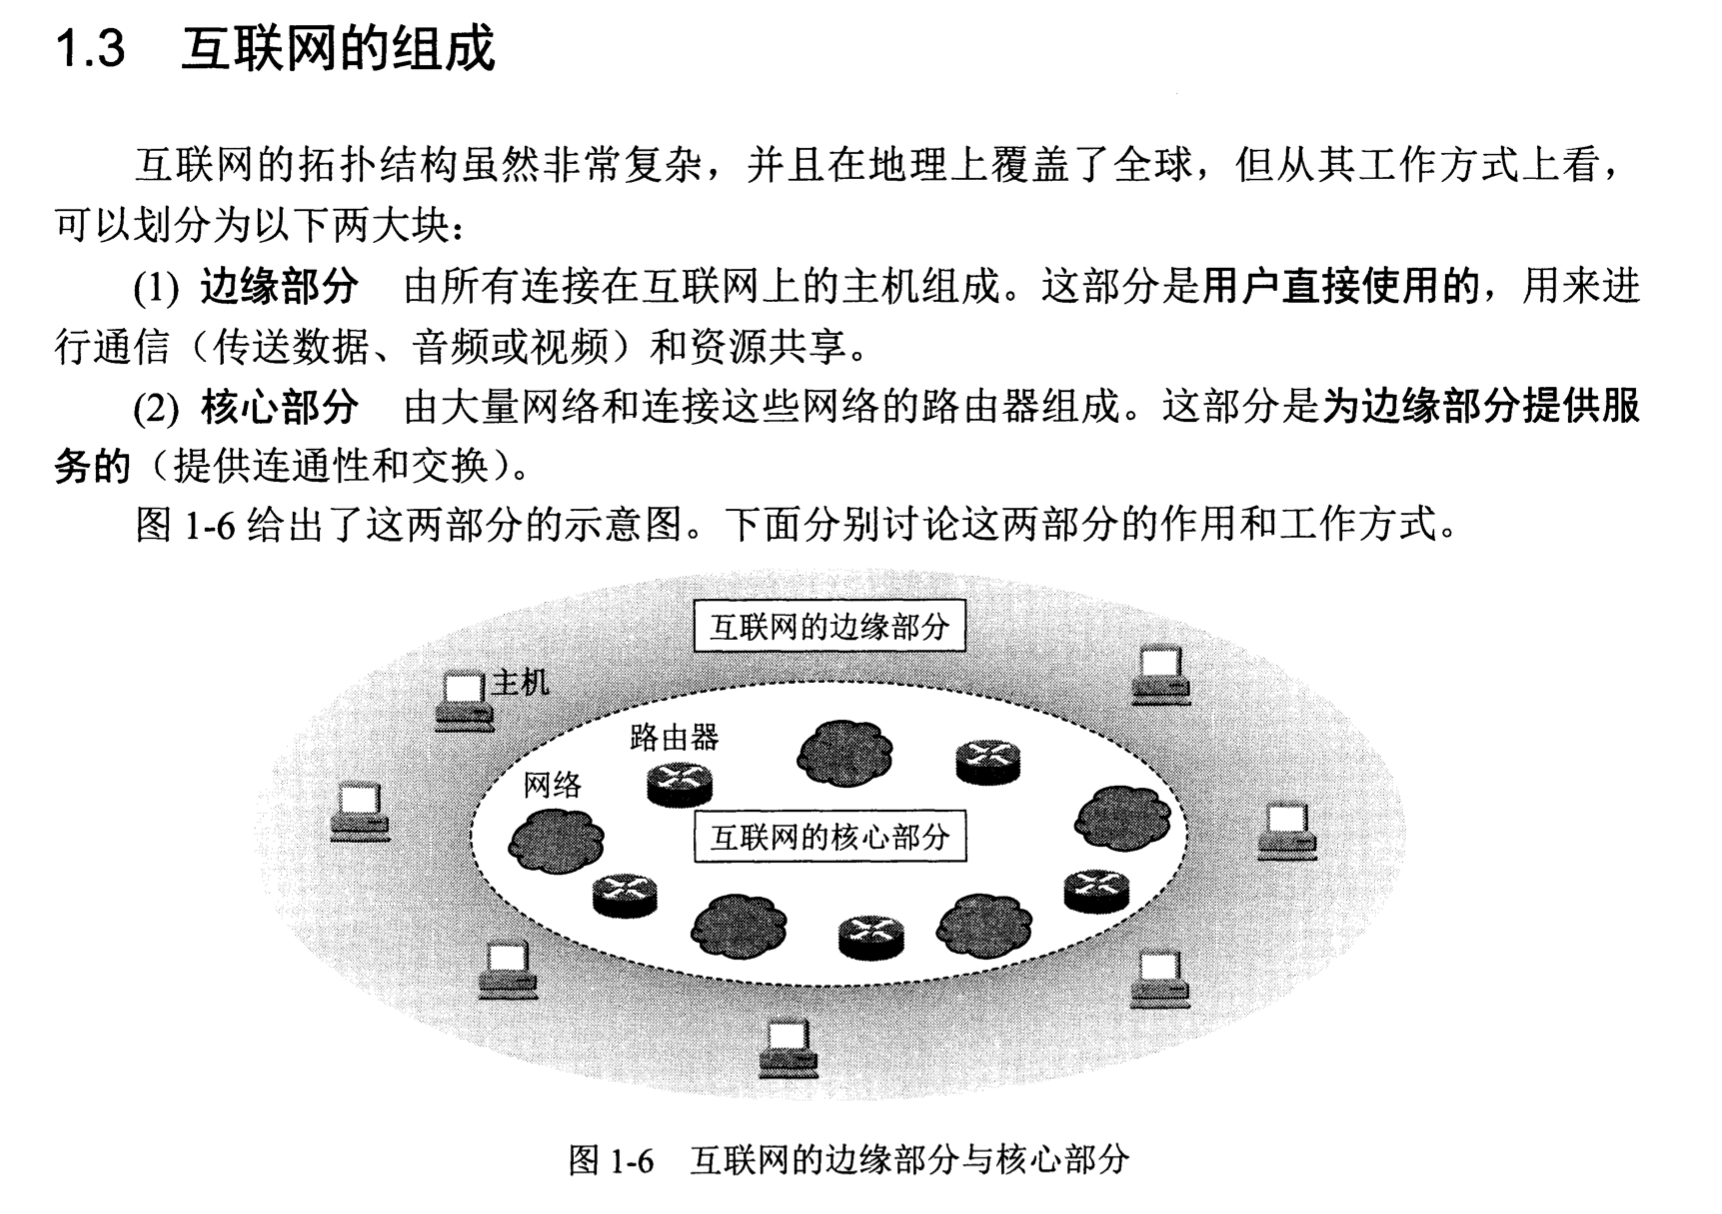 1.3 互联网的组成
互联网的拓扑结构虽然非常复杂，并且在地理上覆盖了全球，但从其工作方式上看，
可以划分为以下两大块：
(1) 边缘部分 由所有连接在互联网上的主机组成。这部分是用户直接使用的，用来进
行通信（传送数据、音频或视频）和资源共享。
(2) 核心部分 由大量网络和连接这些网络的路由器组成。这部分是为边缘部分提供服
务的（提供连通性和交换）。
图 1-6 给出了这两部分的示意图。下面分别讨论这两部分的作用和工作方式。
互联网的边缘部分
主机
路由器
网络
互联网的核心部分
图 1-6 互联网的边缘部分与核心部分